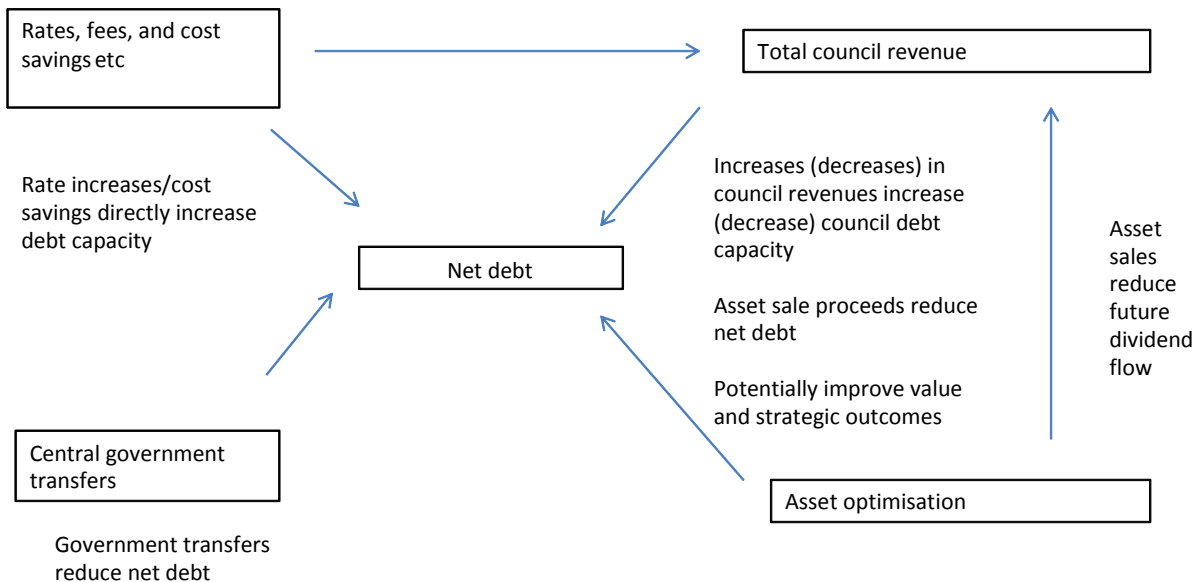 Rates, fees, and cost
savings etc
Total council revenue
Rate increases/cost
savings directly increase
debt capacity
Increases (decreases) in
council revenues increase
(decrease) council debt
capacity
Asset
sales
reduce
future
dividend
flow
Net debt
Asset sale proceeds reduce
net debt
Potentially improve value
and strategic outcomes
Central government
transfers
Asset optimisation
Government transfers
reduce net debt